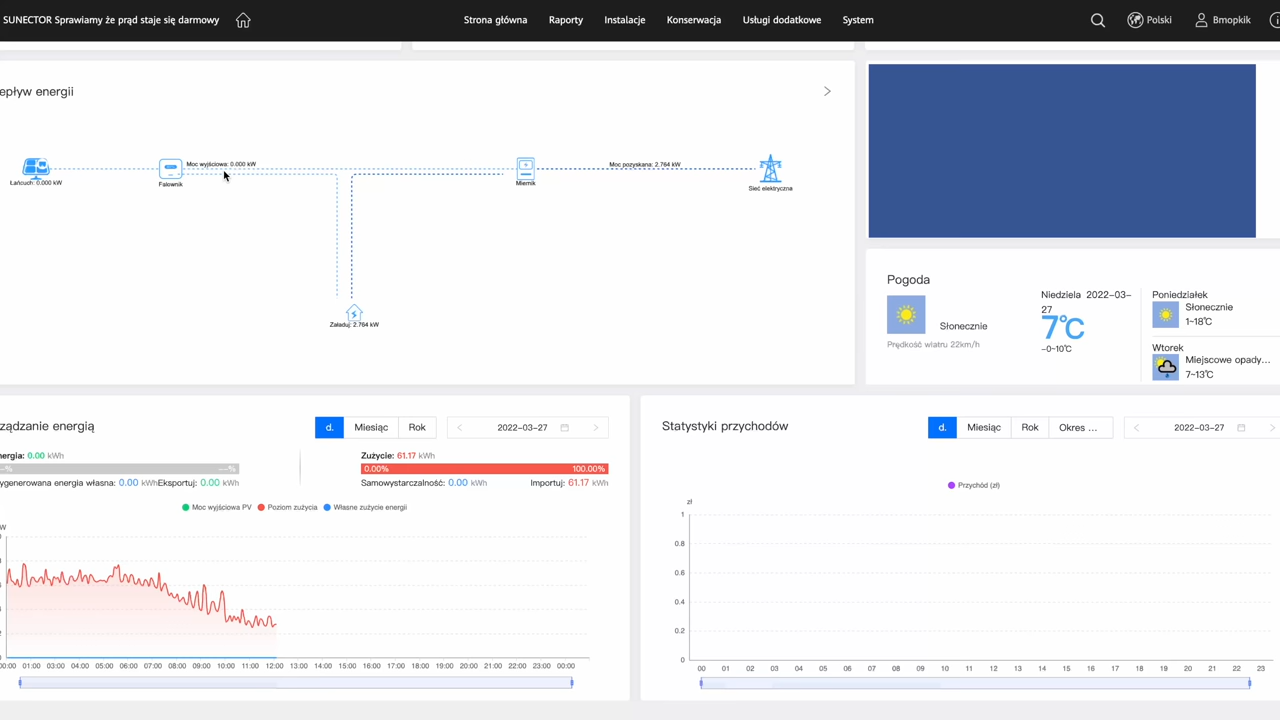 SUNECTOR Sprawiamy że prąd staje się darmowy
Strona główna Raporty Instalacje Konserwacja Usługi dodatkowe System
Polski Bmopkik
epływ energii
Moc wyjściowa: 0.000 kW
Moc pozyskana: 2.764 kW
Łańcuch: 0.000 kW
Falownik
Miernik
Sieć elektryczna
Załaduj: 2.764 kW
Pogoda
Słonecznie
Prędkość wiatru 22km/h
Niedziela 2022-03-
27
7℃
-0~10℃
Poniedziałek
Słonecznie
1~18℃
Wtorek
Miejscowe opady...
7~13℃
ządzanie energią
d. Miesiąc Rok
2022-03-27
nergia: 0.00 kWh
--% --%
ygenerowana energia własna: 0.00 kWh Eksportuj: 0.00 kWh
Zużycie: 61.17 kWh
0.00% 100.00%
Samowystarczalność: 0.00 kWh Importuj: 61.17 kWh
Moc wyjściowa PV Poziom zużycia Własne zużycie energii
W
00:00 01:00 02:00 03:00 04:00 05:00 06:00 07:00 08:00 09:00 10:00 11:00 12:00 13:00 14:00 15:00 16:00 17:00 18:00 19:00 20:00 21:00 22:00 23:00 00:00
Statystyki przychodów
d. Miesiąc Rok Okres ...
2022-03-27
Przychód (zł)
zł
1
0.8
0.6
0.4
0.2
0
00 01 02 03 04 05 06 07 08 09 10 11 12 13 14 15 16 17 18 19 20 21 22 23